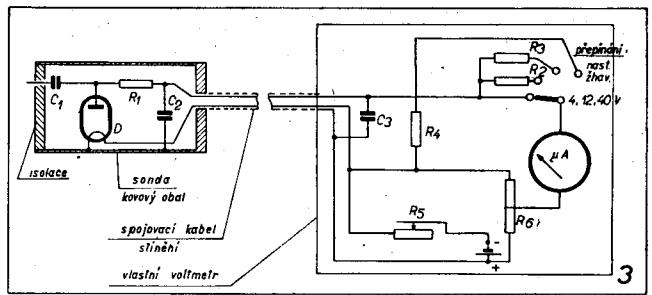 C1
R1
C2
D
isolace
sonda
kovový obal
spojovací kabel
stínění
vlastní voltmetr
C3
R4
R5
R3
R2
přepínání
nast.
žhav.
4, 12, 40 V
μA
R6
-
+
3